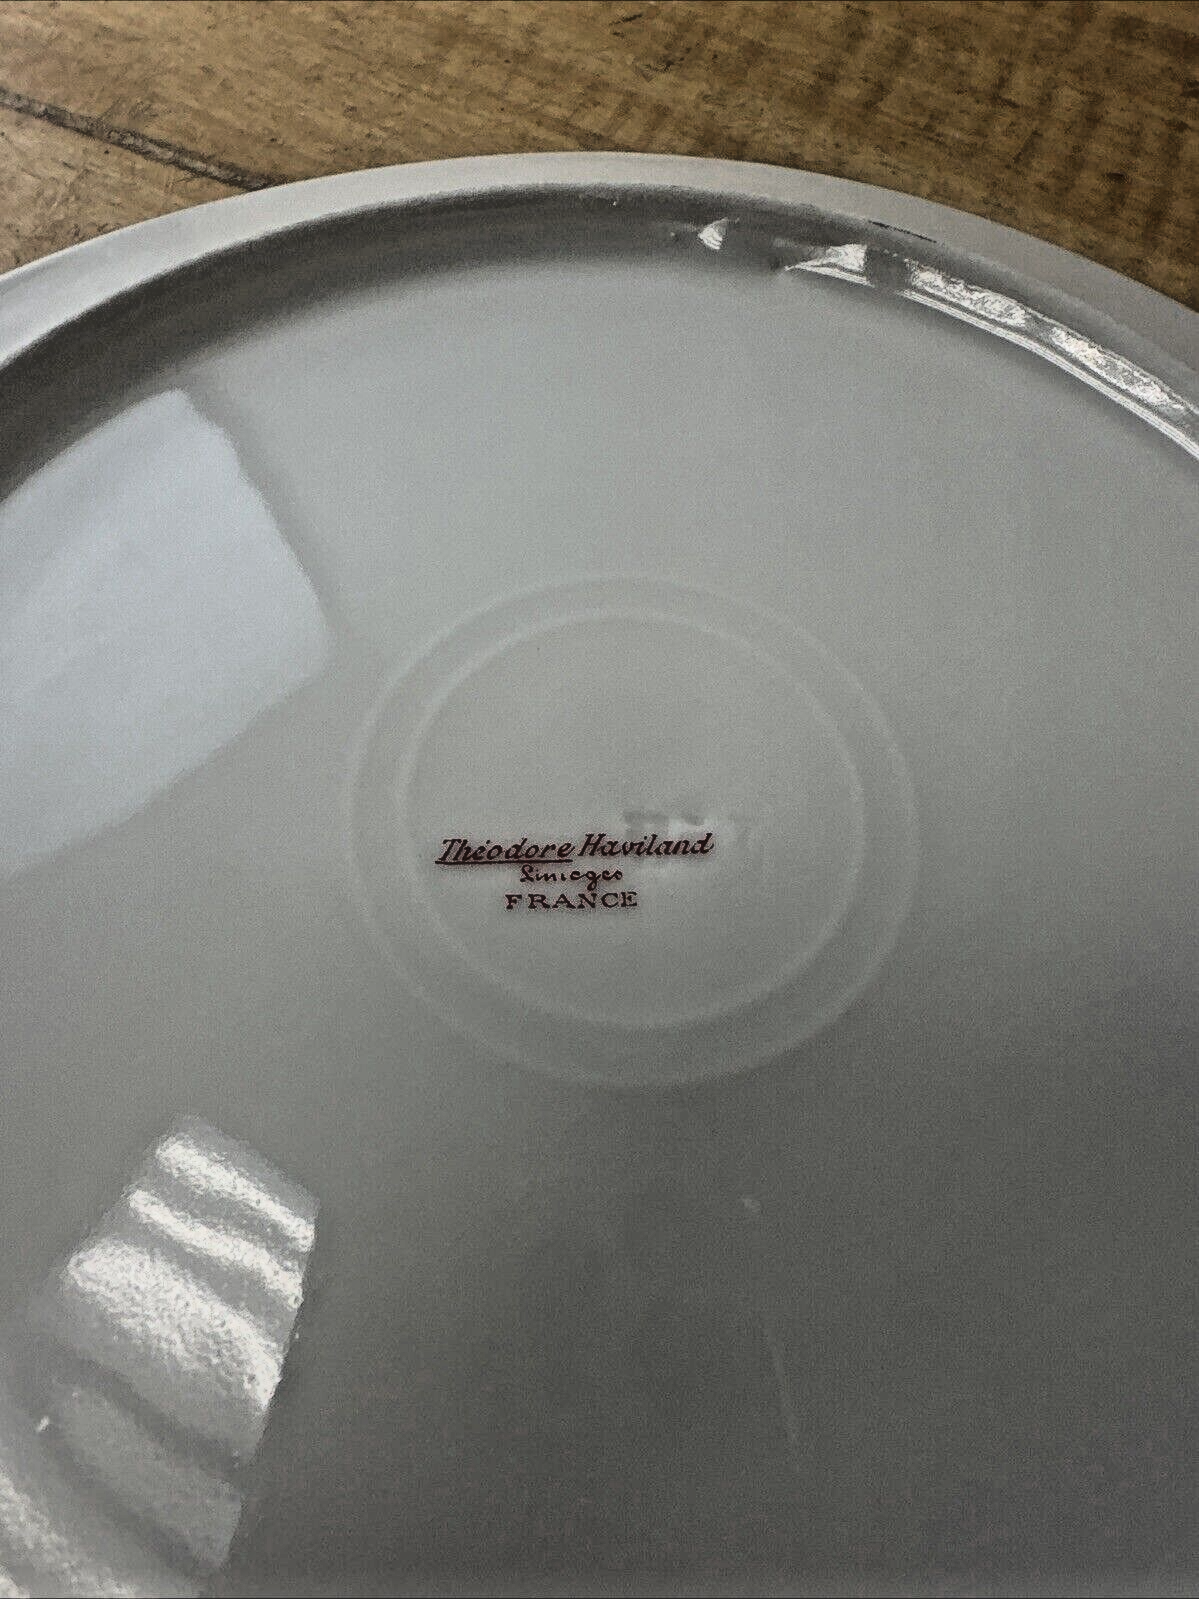 Théodore Haviland
Limoges
FRANCE